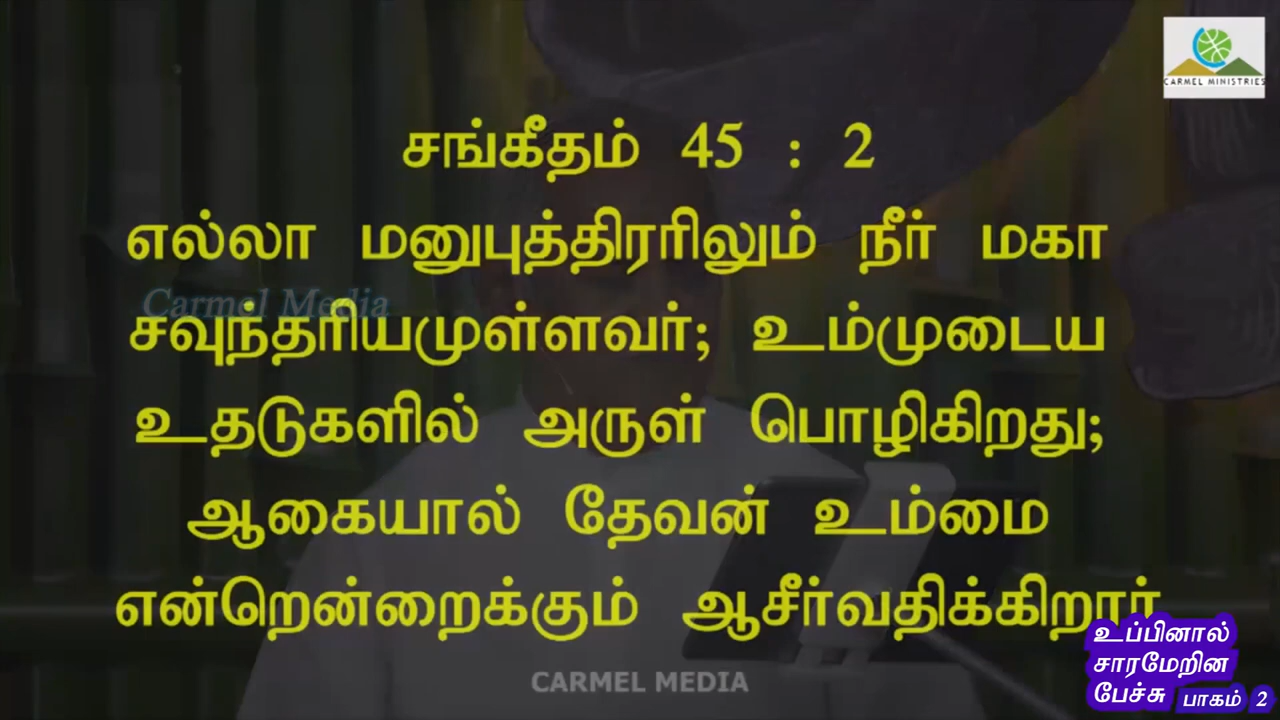 CARMEL MINISTRIES
சங்கீதம் 45 : 2
எல்லா மனுபுத்திரரிலும் நீர் மகா
Carmel Media
சவுந்தரியமுள்ளவர்; உம்முடைய
உதடுகளில் அருள் பொழிகிறது;
ஆகையால் தேவன் உம்மை
என்றென்றைக்கும் ஆசீர்வதிக்கிறார்
உப்பினால்
சாரமேறின
பேச்சு பாகம் 2
CARMEL MEDIA